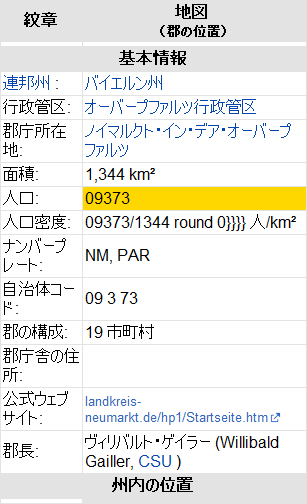 紋章 地図
(郡の位置)
基本情報
連邦州 : バイエルン州
行政管区: オーバープファルツ行政管区
郡庁所在 ノイマルクト・イン・デア・オーバープ
地: ファルツ
面積: 1,344 km²
人口: 09373
人口密度: 09373/1344 round 0}}}} 人/km²
ナンバープ NM, PAR
レート:
自治体コー 09 3 73
ド:
郡の構成: 19 市町村
郡庁舎の住
所:
公式ウェブ landkreis-
サイト: neumarkt.de/hp1/Startseite.htm
郡長: ヴィリバルト・ゲイラー (Willibald
Gailler, CSU )
州内の位置